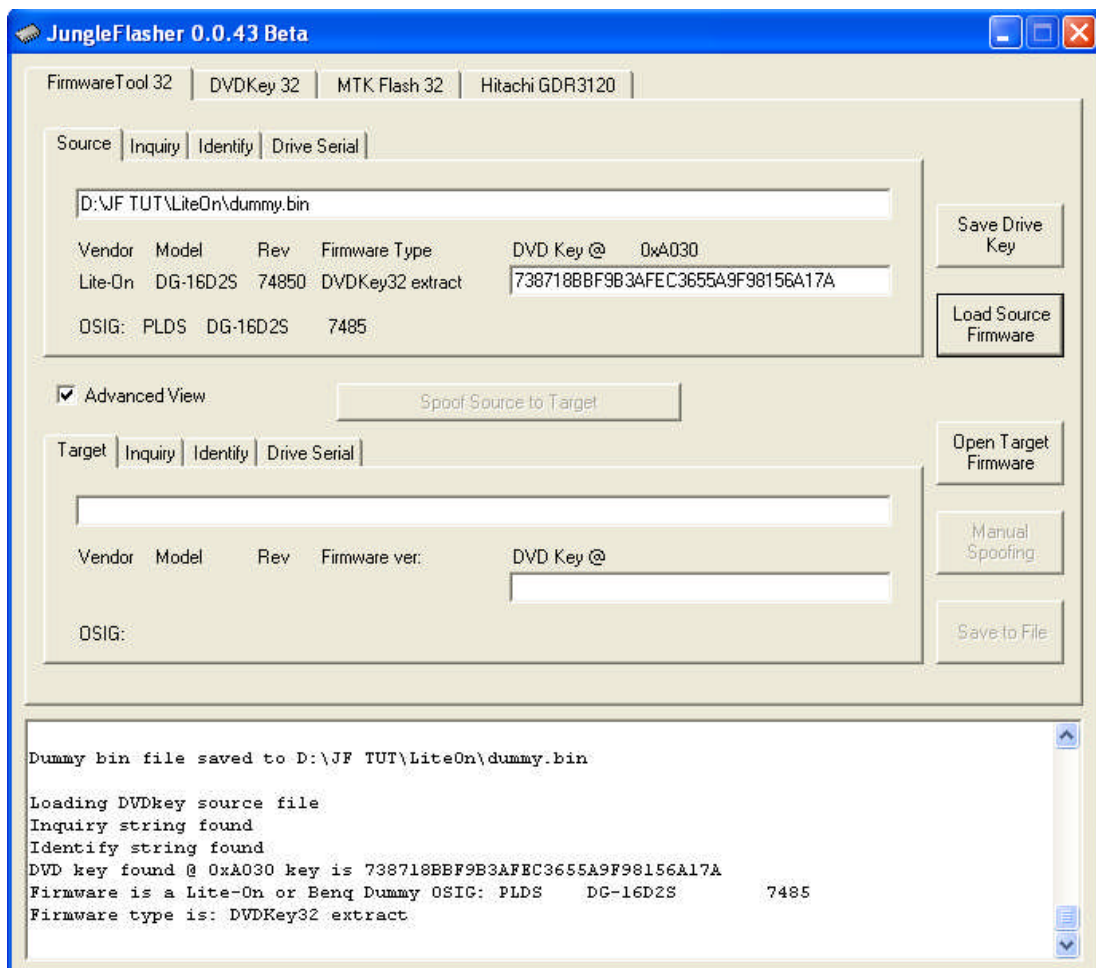 JungleFlasher 0.0.43 Beta
FirmwareTool 32 DVDKey 32 MTK Flash 32 Hitachi GDR3120
Source Inquiry Identify Drive Serial
D:\JF TUT\LiteOn\dummy.bin
Save Drive
Key
Vendor Model Rev Firmware Type DVD Key @ 0xA030
Lite-On DG-16D2S 74850 DVDKey32 extract 738718BBF9B3AFEC3655A9F98156A17A
Load Source
Firmware
OSIG: PLDS DG-16D2S 7485
Advanced View Spoof Source to Target
Target Inquiry Identify Drive Serial
Open Target
Firmware
Manual
Spoofing
Vendor Model Rev Firmware ver: DVD Key @
OSIG:
Save to File
Dummy bin file saved to D:\JF TUT\LiteOn\dummy.bin
Loading DVDkey source file
Inquiry string found
Identify string found
DVD key found @ 0xA030 key is 738718BBF9B3AFEC3655A9F98156A17A
Firmware is a Lite-On or Benq Dummy OSIG: PLDS DG-16D2S 7485
Firmware type is: DVDKey32 extract